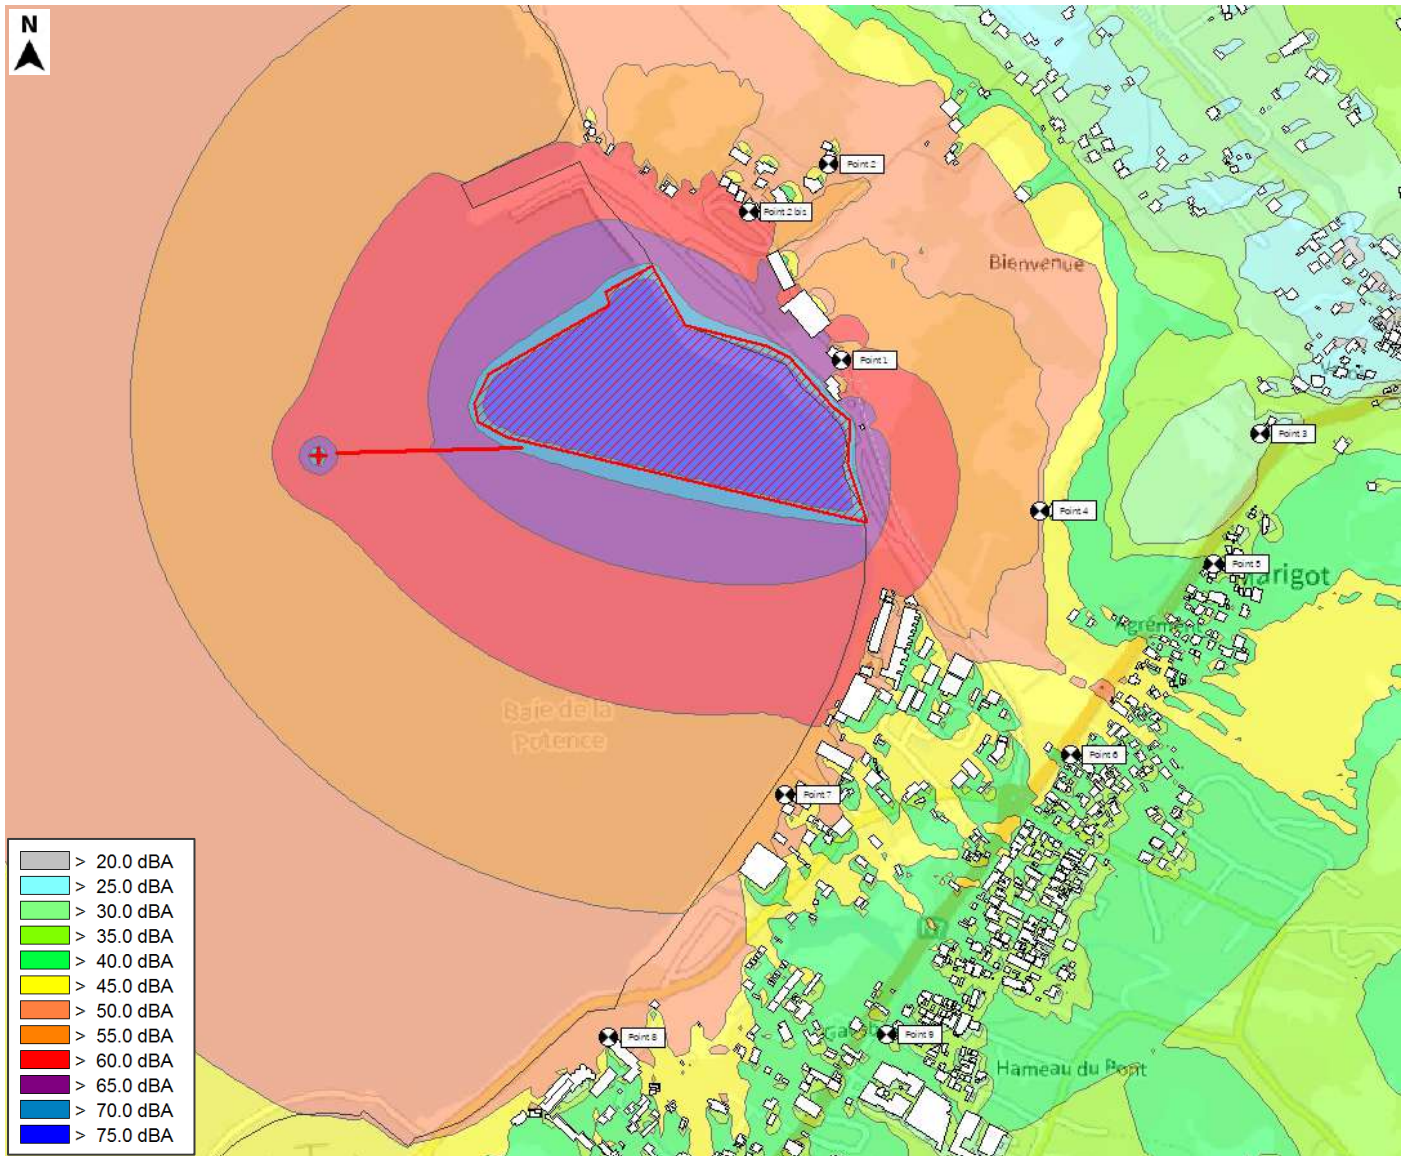 N
Point 2
Point 2 bis
Bienvenue
Point 1
Point 3
Point 4
Point 5
Marigot
Agrément
Baie de la
Potence
Point 6
Point 7
Point 8
Point 9
Hameau du Pont
> 20.0 dBA
> 25.0 dBA
> 30.0 dBA
> 35.0 dBA
> 40.0 dBA
> 45.0 dBA
> 50.0 dBA
> 55.0 dBA
> 60.0 dBA
> 65.0 dBA
> 70.0 dBA
> 75.0 dBA